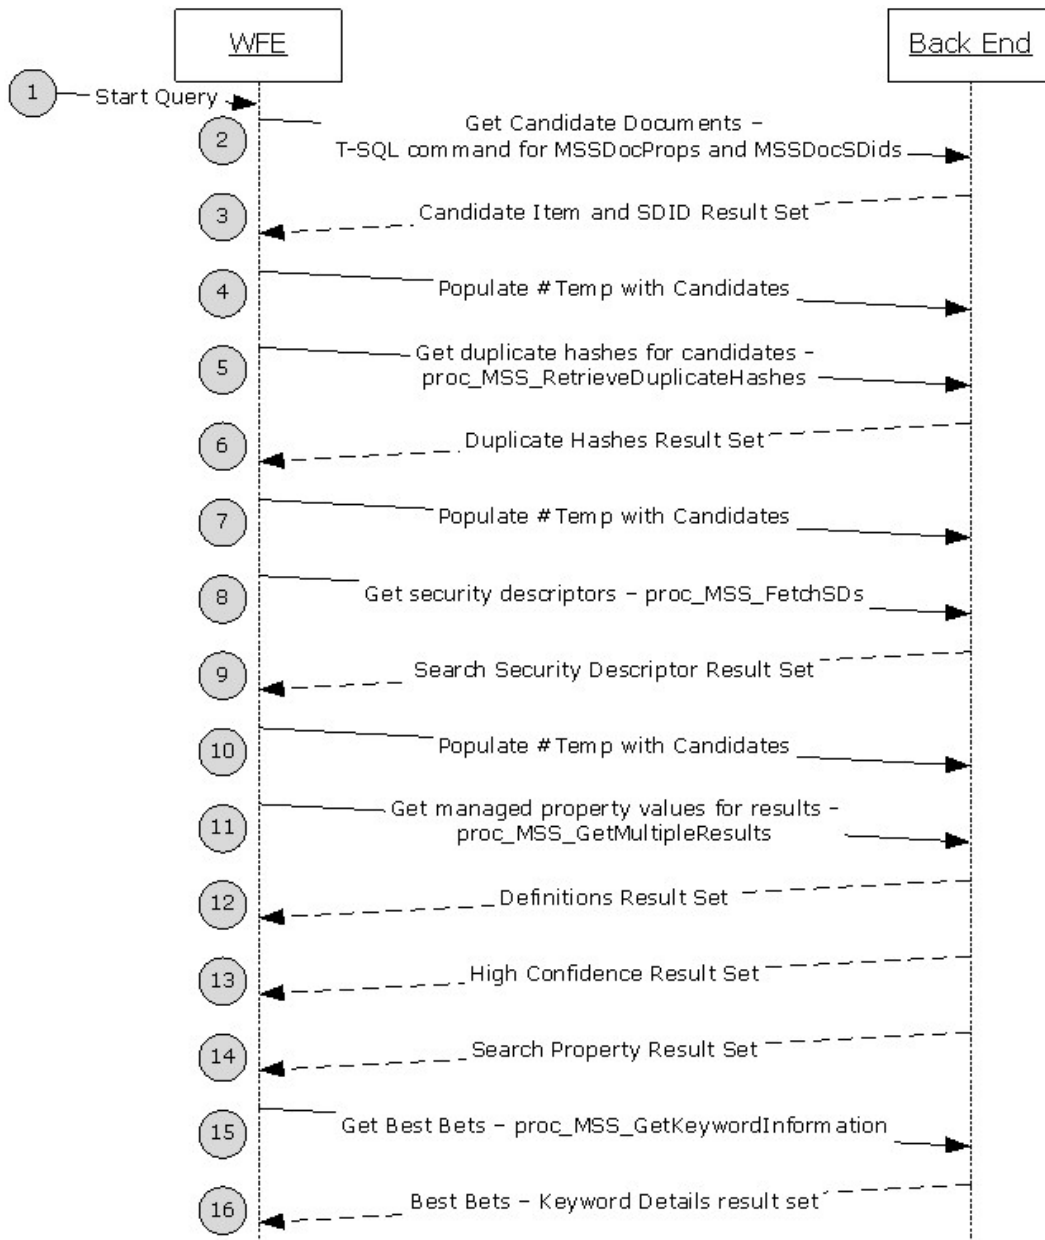 WFE
Back End
1
Start Query
2
Get Candidate Documents –
T-SQL command for MSSDocProps and MSSDocSDids
3
Candidate Item and SDID Result Set
4
Populate #Temp with Candidates
5
Get duplicate hashes for candidates –
proc_MSS_RetrieveDuplicateHashes
6
Duplicate Hashes Result Set
7
Populate #Temp with Candidates
8
Get security descriptors – proc_MSS_FetchSDs
9
Search Security Descriptor Result Set
10
Populate #Temp with Candidates
11
Get managed property values for results –
proc_MSS_GetMultipleResults
12
Definitions Result Set
13
High Confidence Result Set
14
Search Property Result Set
15
Get Best Bets – proc_MSS_GetKeywordInformation
16
Best Bets – Keyword Details result set